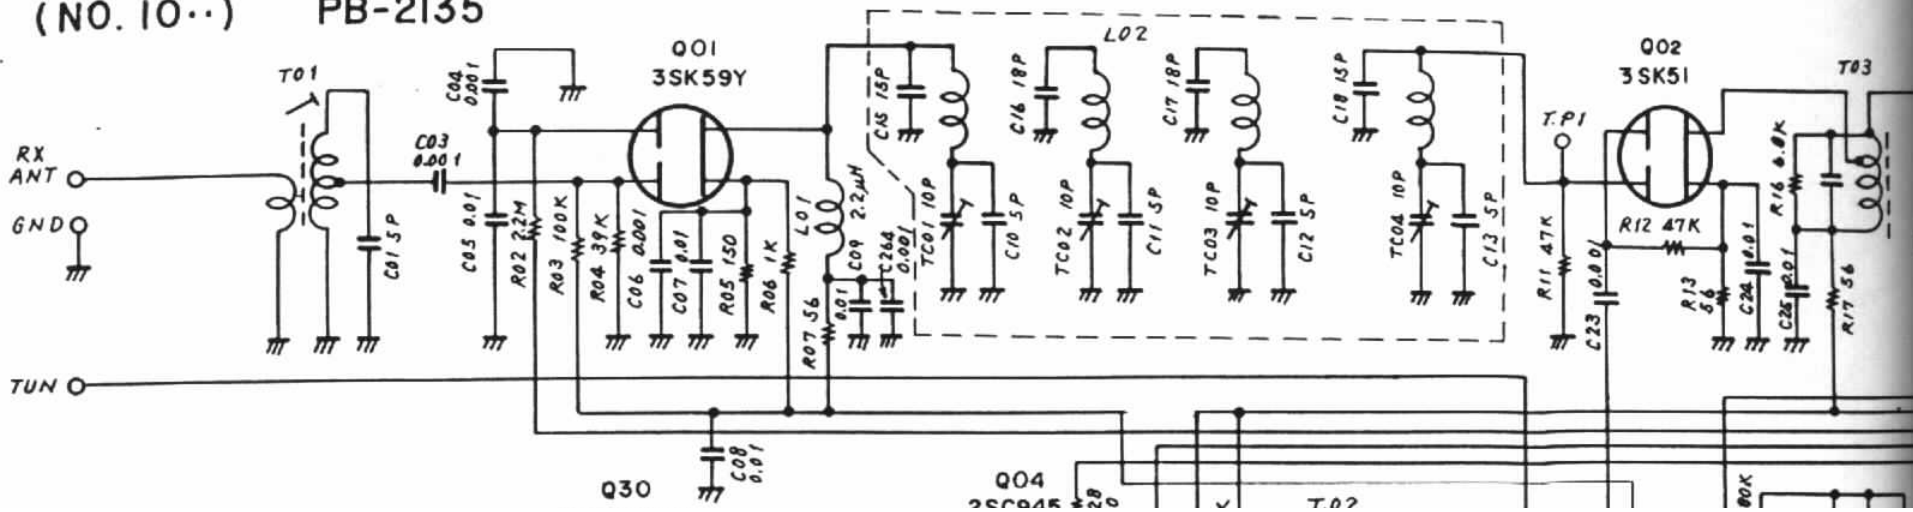 (NO. 10··) PB-2135
T01
C04 0.001
Q01
3SK59Y
L02
Q02
3SK51
T03
RX
ANT
GND
TUN
C03
0.001
C01 5P
C05 0.01
R02 2.2M
R03 100K
R04 39K
C06 0.001
C07 0.01
R05 150
R06 1K
L01 2.2μH
R07 56
C09
0.01
C26A
0.001
C15 15P
C16 18P
C17 18P
C18 15P
TC01 10P
C10 5P
TC02 10P
C11 5P
TC03 10P
C12 5P
TC04 10P
C13 5P
T.P1
R11 47K
C23 0.001
R12 47K
R13
56
C24 0.01
C25 0.01
R17 56
C08
0.01
Q30
Q04
2SC945
T02